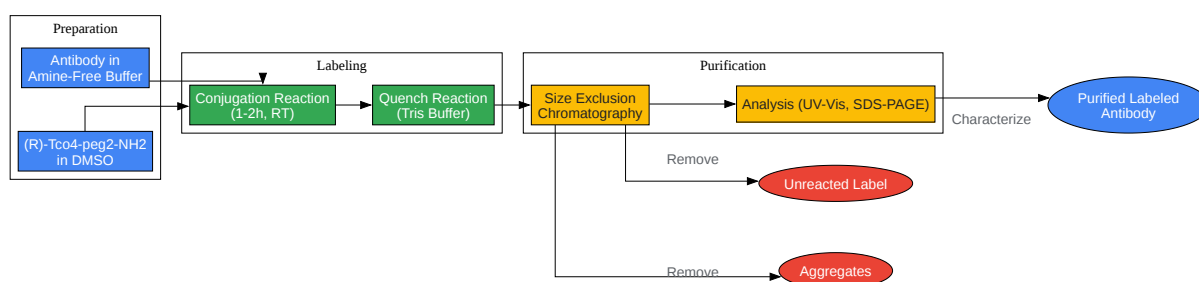 Preparation
Antibody in
Amine-Free Buffer
(R)-Tco4-peg2-NH2
in DMSO
Labeling
Conjugation Reaction
(1-2h, RT)
Quench Reaction
(Tris Buffer)
Purification
Size Exclusion
Chromatography
Analysis (UV-Vis, SDS-PAGE)
Characterize
Purified Labeled
Antibody
Remove
Unreacted Label
Remove
Aggregates